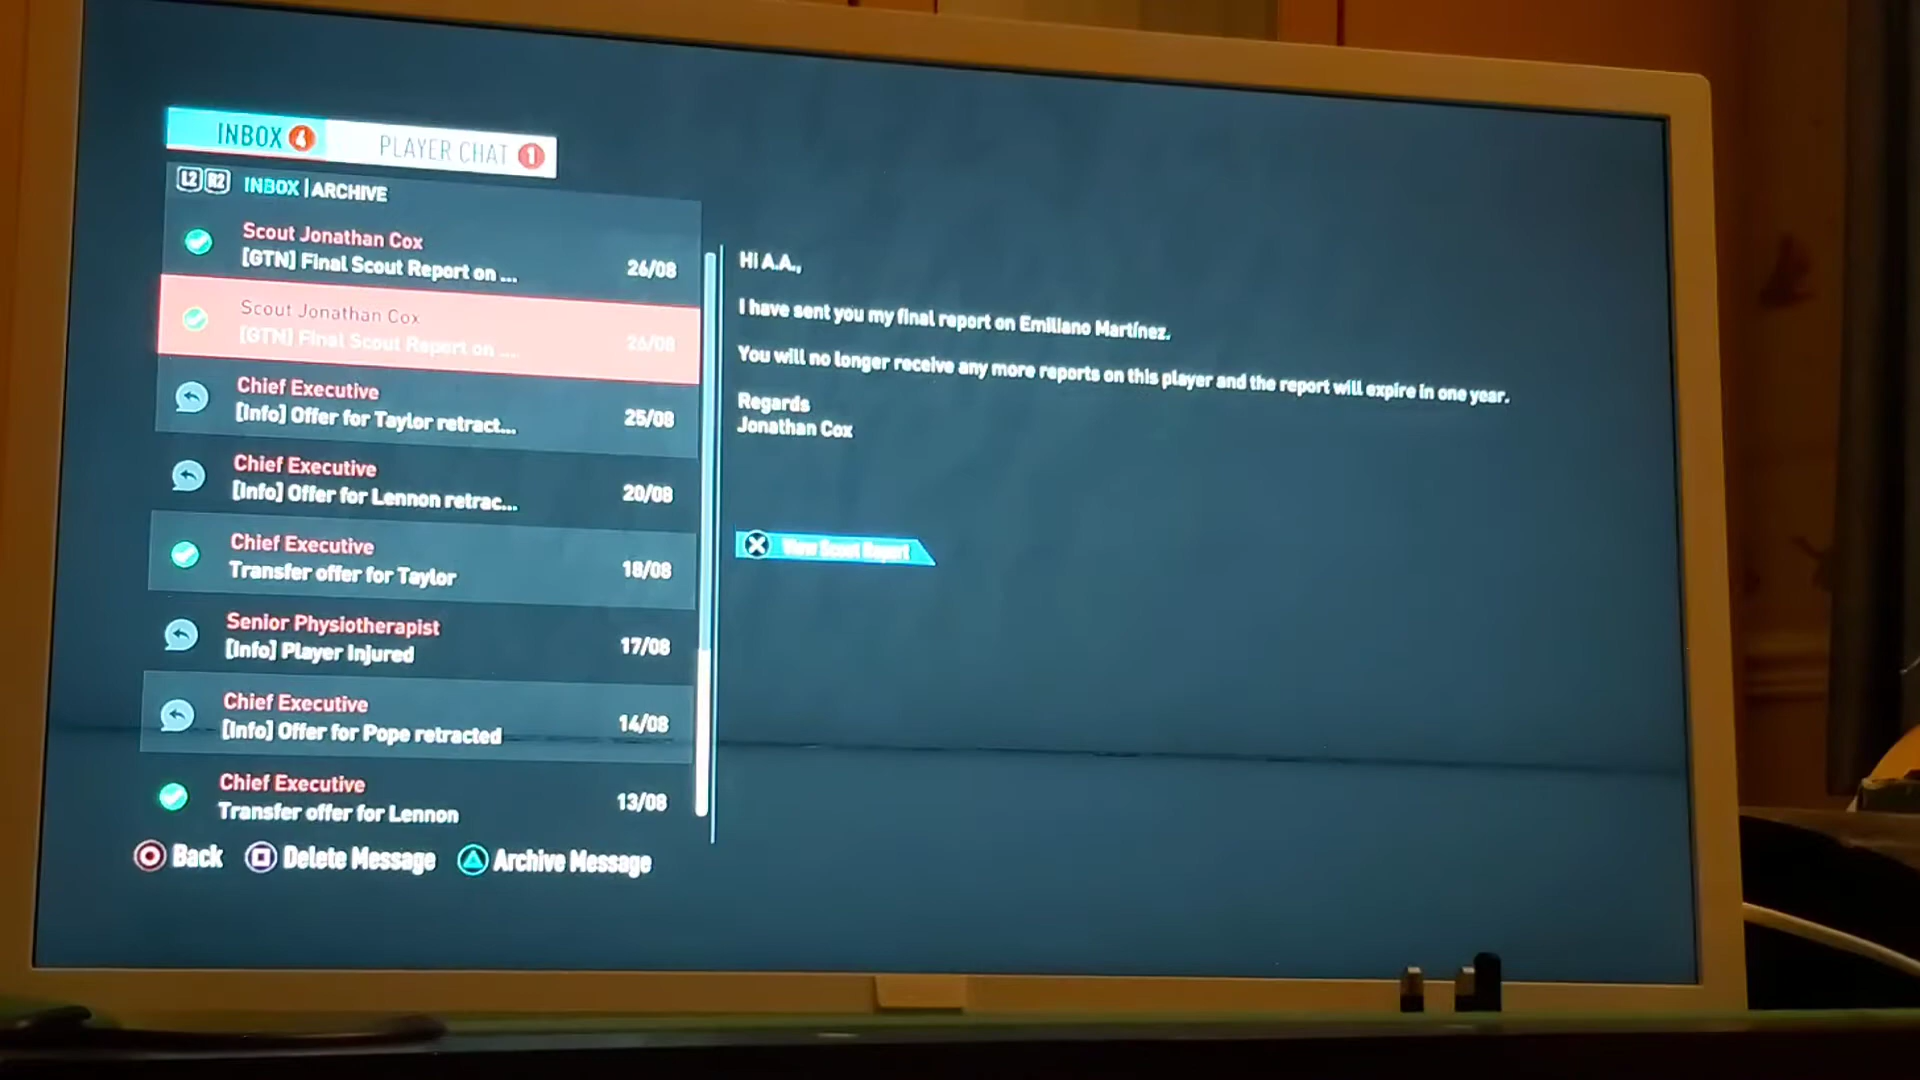 INBOX 4 PLAYER CHAT 1
L2 R2 INBOX | ARCHIVE
Scout Jonathan Cox
[GTN] Final Scout Report on ... 26/08
Scout Jonathan Cox
[GTN] Final Scout Report on ... 26/08
Chief Executive
[Info] Offer for Taylor retract... 25/08
Chief Executive
[Info] Offer for Lennon retrac... 20/08
Chief Executive
Transfer offer for Taylor 18/08
Senior Physiotherapist
[Info] Player Injured 17/08
Chief Executive
[Info] Offer for Pope retracted 14/08
Chief Executive
Transfer offer for Lennon 13/08
Back Delete Message Archive Message
Hi A.A.,
I have sent you my final report on Emiliano Martínez.
You will no longer receive any more reports on this player and the report will expire in one year.
Regards
Jonathan Cox
View Scout Report